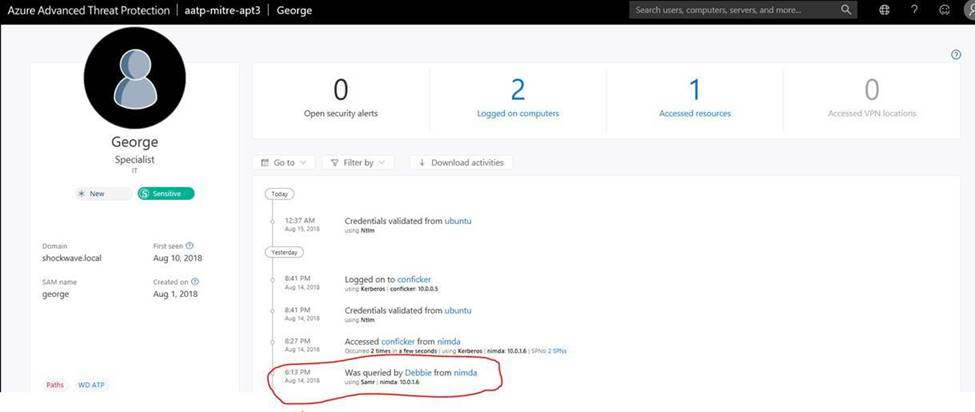 Azure Advanced Threat Protection | aatp-mitre-apt3 | George
Search users, computers, servers, and more...
George
Specialist
IT
New
S Sensitive
Domain
shockwave.local
First seen
Aug 10, 2018
SAM name
george
Created on
Aug 1, 2018
Paths
WD ATP
0
Open security alerts
2
Logged on computers
1
Accessed resources
0
Accessed VPN locations
Go to
Filter by
Download activities
Today
12:37 AM
Aug 15, 2018
Credentials validated from ubuntu
using Ntlm
Yesterday
8:41 PM
Aug 14, 2018
Logged on to conficker
using Kerberos | conficker: 10.0.0.5
8:41 PM
Aug 14, 2018
Credentials validated from ubuntu
using Ntlm
8:27 PM
Aug 14, 2018
Accessed conficker from nimda
Occurred 2 times in a few seconds | using Kerberos | nimda: 10.0.1.6 | SPNs: 2 SPNs
6:13 PM
Aug 14, 2018
Was queried by Debbie from nimda
using Samr | nimda: 10.0.1.6